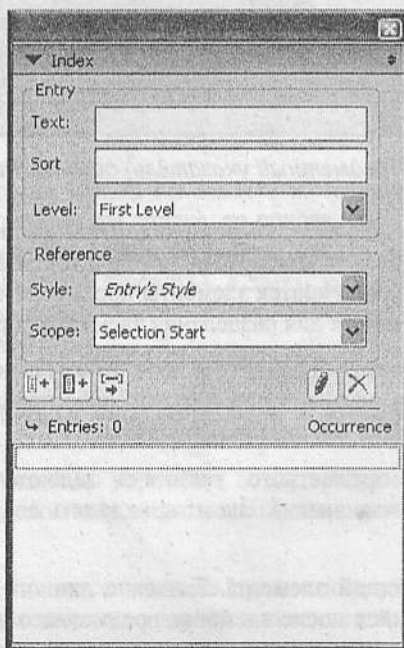 Index
Entry
Text:
Sort
Level: First Level
Reference
Style: Entry's Style
Scope: Selection Start
Entries: 0 Occurrence